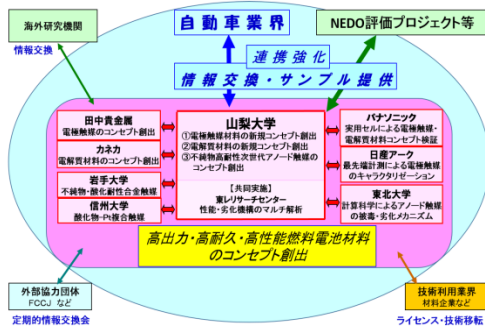 海外研究機関
情報交換
自動車業界
NEDO評価プロジェクト等
連携強化
情報交換・サンプル提供
田中貴金属
電極触媒のコンセプト創出
カネカ
電解質材料のコンセプト創出
岩手大学
不純物・酸化耐性合金触媒
信州大学
酸化物-Pt複合触媒
山梨大学
①電極触媒材料の新規コンセプト創出
②電解質材料の新規コンセプト創出
③不純物高耐性次世代アノード触媒の
コンセプト創出
【共同実施】
東レリサーチセンター
性能・劣化機構のマルチ解析
パナソニック
実用セルによる電極触媒・
電解質材料コンセプト検証
日産アーク
最先端計測による電極触媒
のキャラクタリゼーション
東北大学
計算科学によるアノード触媒
の被毒・劣化メカニズム
高出力・高耐久・高性能燃料電池材料
のコンセプト創出
外部協力団体
FCCJ など
定期的情報交換会
技術利用業界
材料企業など
ライセンス・技術移転